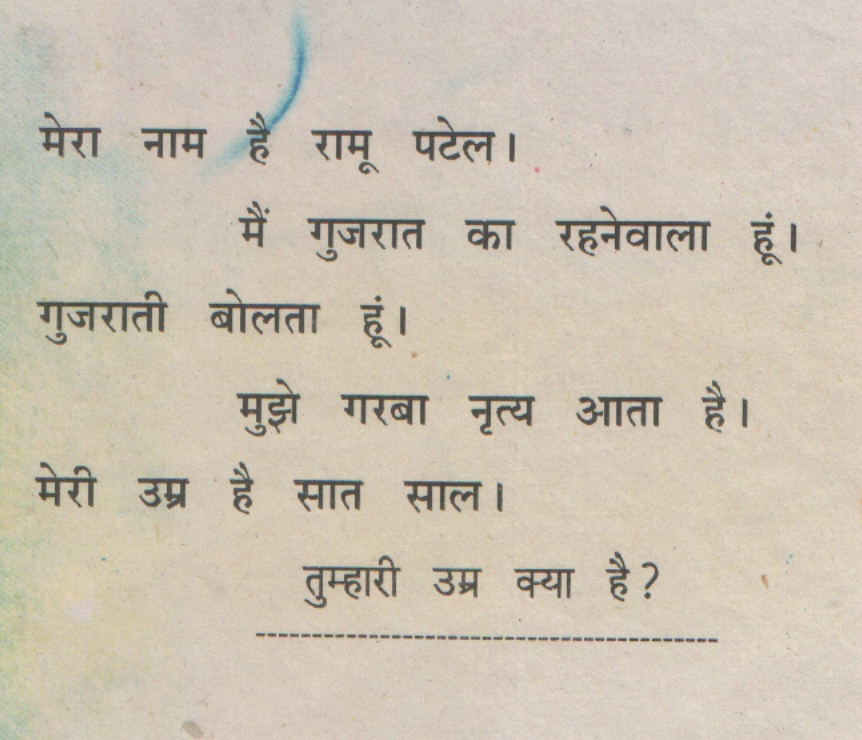 मेरा नाम है रामू पटेल।
मैं गुजरात का रहनेवाला हूं।
गुजराती बोलता हूं।
मुझे गरबा नृत्य आता है।
मेरी उम्र है सात साल।
तुम्हारी उम्र क्या है?